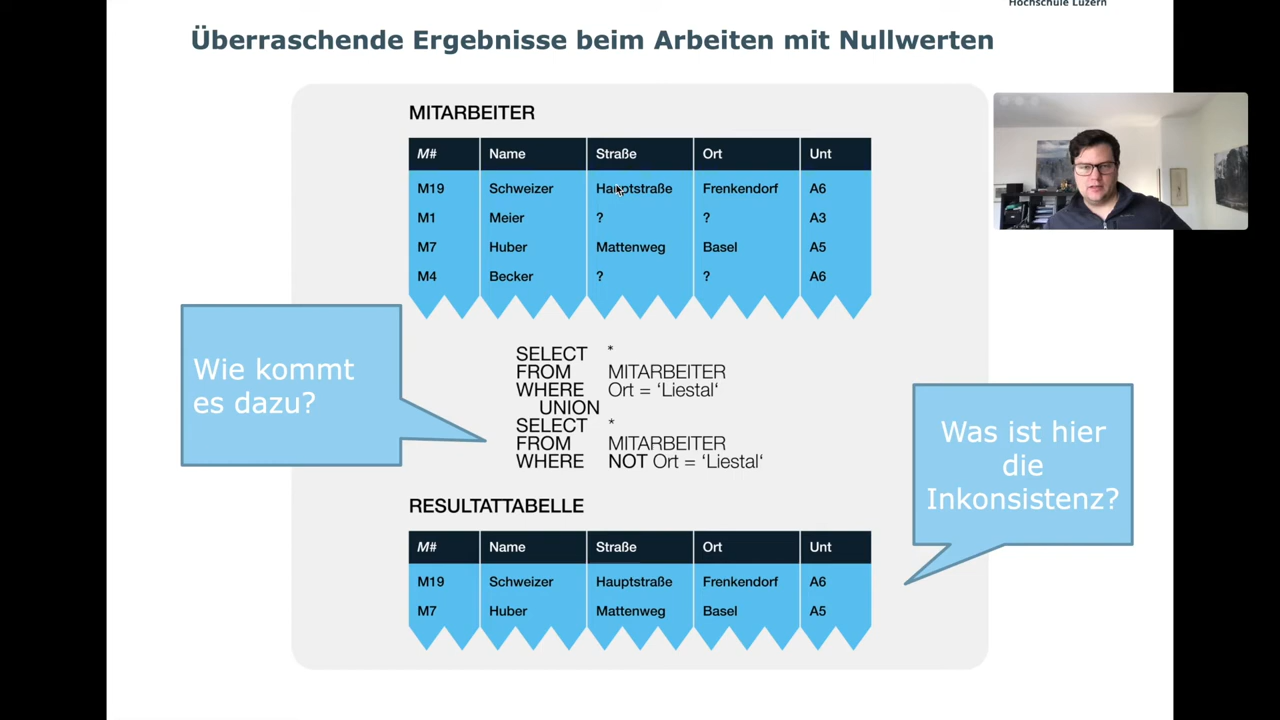 Hochschule Luzern
Überraschende Ergebnisse beim Arbeiten mit Nullwerten
MITARBEITER
M# Name Straße Ort Unt
M19 Schweizer Hauptstraße Frenkendorf A6
M1 Meier ? ? A3
M7 Huber Mattenweg Basel A5
M4 Becker ? ? A6
Wie kommt
es dazu?
SELECT *
FROM MITARBEITER
WHERE Ort = ‘Liestal‘
UNION
SELECT *
FROM MITARBEITER
WHERE NOT Ort = ‘Liestal‘
Was ist hier
die
Inkonsistenz?
RESULTATTABELLE
M# Name Straße Ort Unt
M19 Schweizer Hauptstraße Frenkendorf A6
M7 Huber Mattenweg Basel A5